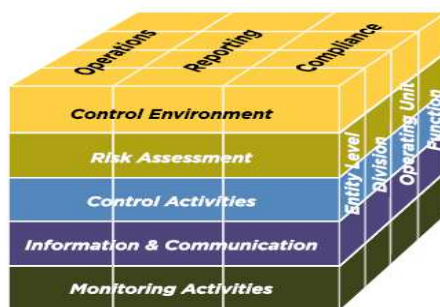 Operations
Reporting
Compliance
Control Environment
Risk Assessment
Control Activities
Information & Communication
Monitoring Activities
Entity Level
Division
Operating Unit
Function